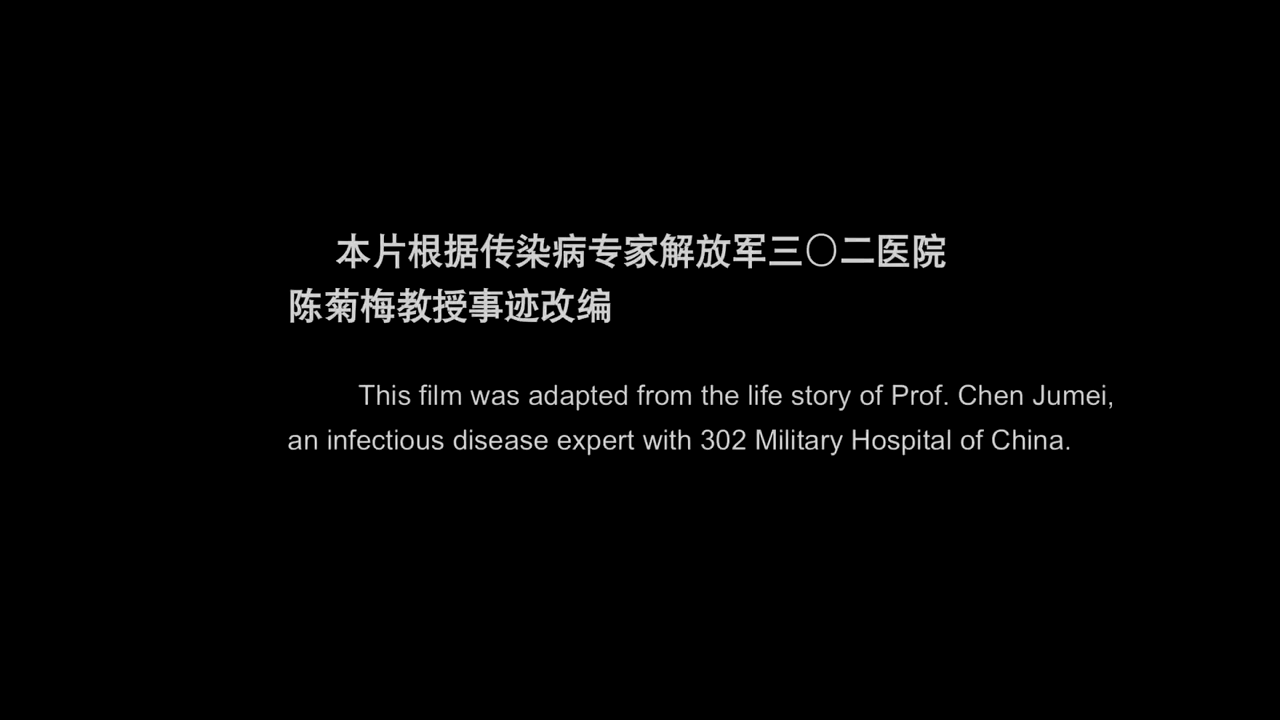 本片根据传染病专家解放军三〇二医院
陈菊梅教授事迹改编
This film was adapted from the life story of Prof. Chen Jumei,
an infectious disease expert with 302 Military Hospital of China.